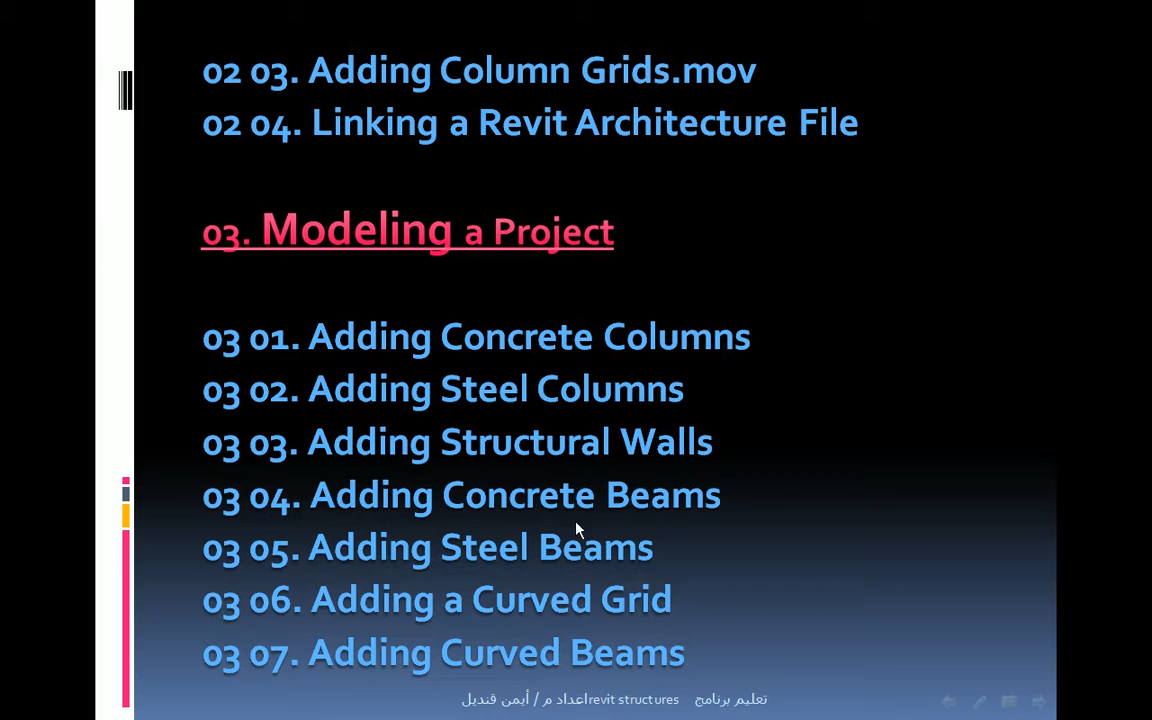 02 03. Adding Column Grids.mov
02 04. Linking a Revit Architecture File
03. Modeling a Project
03 01. Adding Concrete Columns
03 02. Adding Steel Columns
03 03. Adding Structural Walls
03 04. Adding Concrete Beams
03 05. Adding Steel Beams
03 06. Adding a Curved Grid
03 07. Adding Curved Beams
تعليم برنامج revit structures اعداد م / أيمن قنديل